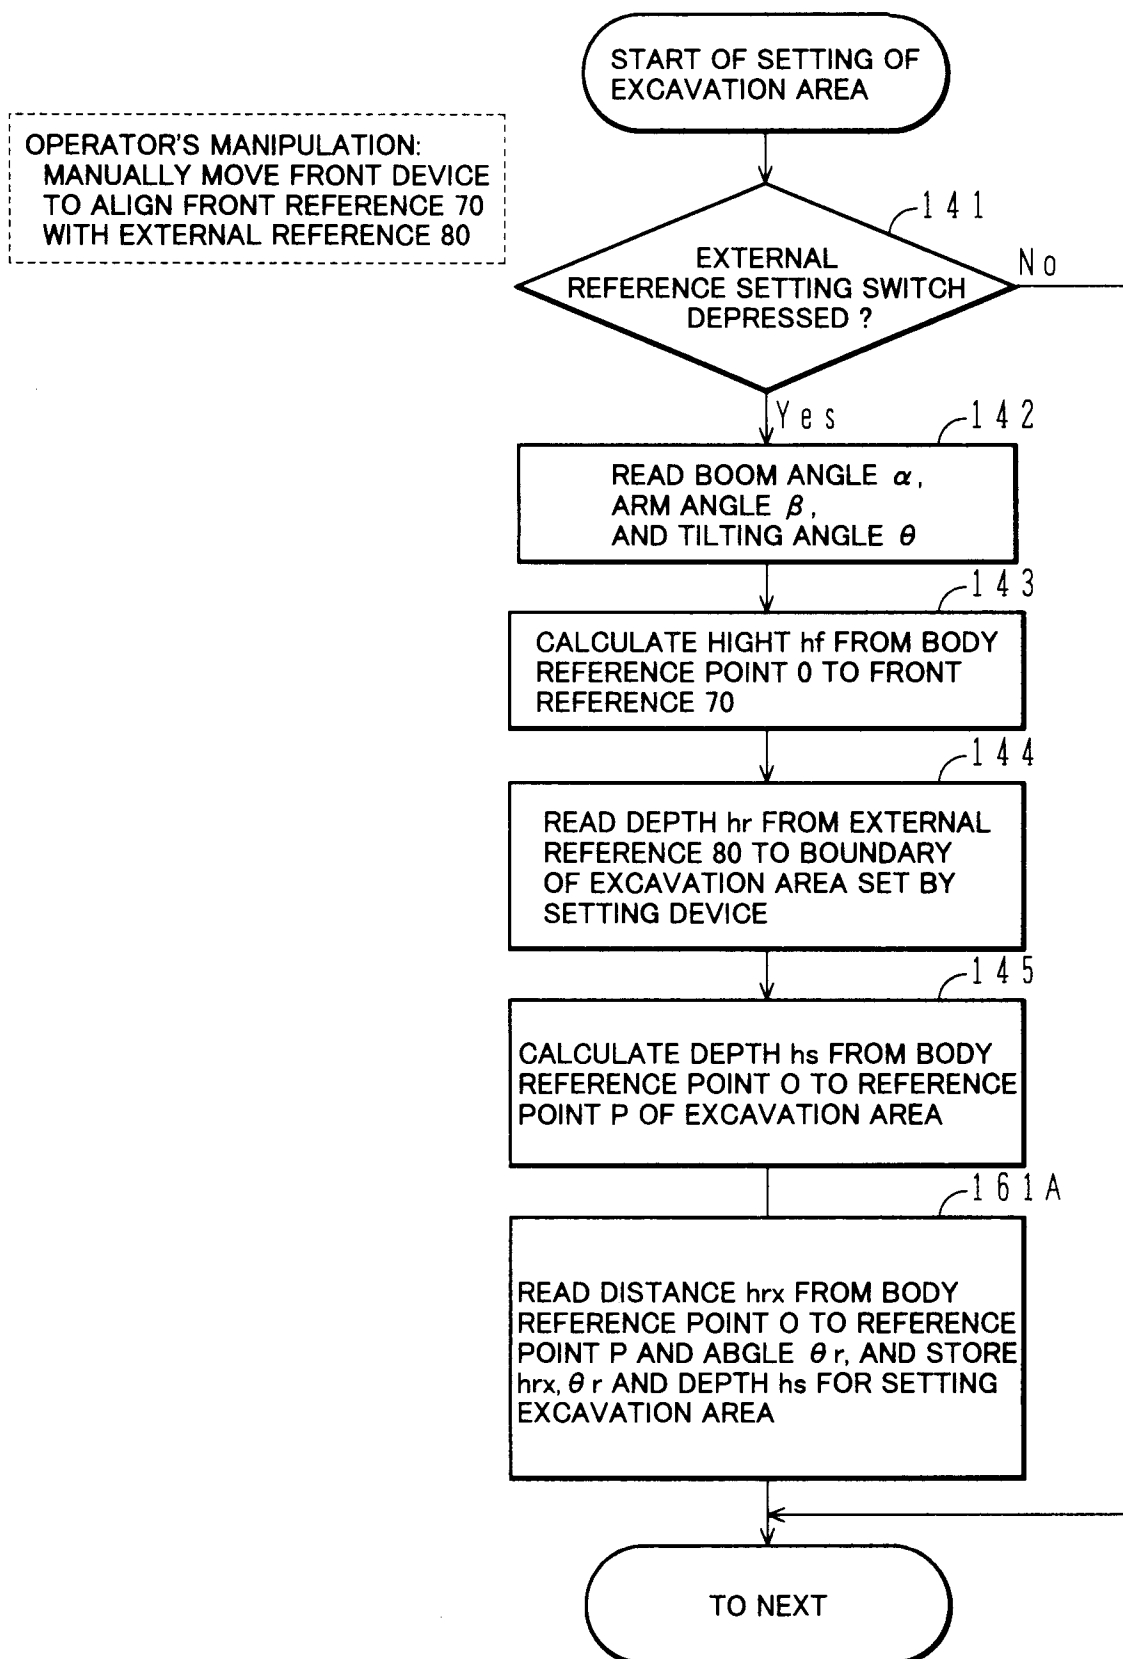 START OF SETTING OF
EXCAVATION AREA
OPERATOR'S MANIPULATION:
MANUALLY MOVE FRONT DEVICE
TO ALIGN FRONT REFERENCE 70
WITH EXTERNAL REFERENCE 80
141
EXTERNAL
REFERENCE SETTING SWITCH
DEPRESSED ?
No
Yes
142
READ BOOM ANGLE α,
ARM ANGLE β,
AND TILTING ANGLE θ
143
CALCULATE HIGHT hf FROM BODY
REFERENCE POINT 0 TO FRONT
REFERENCE 70
144
READ DEPTH hr FROM EXTERNAL
REFERENCE 80 TO BOUNDARY
OF EXCAVATION AREA SET BY
SETTING DEVICE
145
CALCULATE DEPTH hs FROM BODY
REFERENCE POINT O TO REFERENCE
POINT P OF EXCAVATION AREA
161A
READ DISTANCE hrx FROM BODY
REFERENCE POINT O TO REFERENCE
POINT P AND ABGLE θr, AND STORE
hrx, θr AND DEPTH hs FOR SETTING
EXCAVATION AREA
TO NEXT